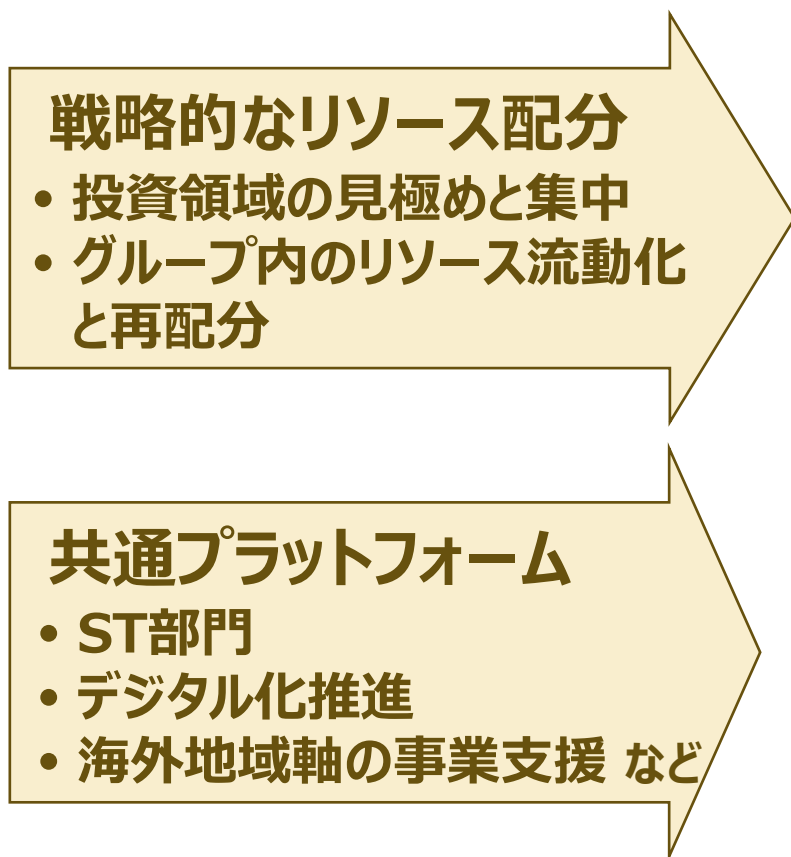 戦略的なリソース配分
• 投資領域の見極めと集中
• グループ内のリソース流動化
と再配分
共通プラットフォーム
• ST部門
• デジタル化推進
• 海外地域軸の事業支援 など